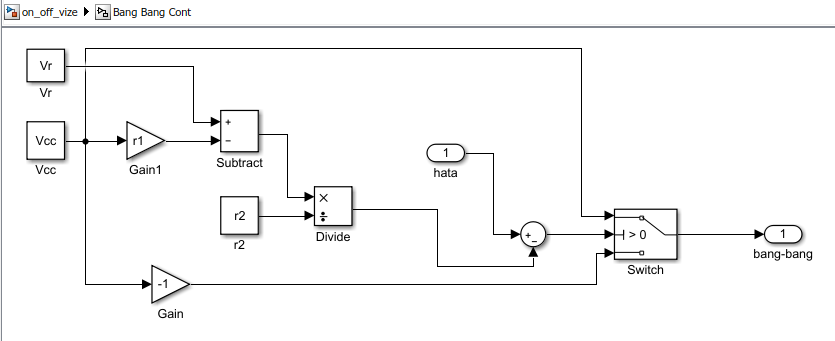 on_off_vize Bang Bang Cont
Vr
Vr
Vcc
Vcc
r1
Gain1
+
−
Subtract
1
hata
r2
r2
×
÷
Divide
+
−
> 0
Switch
1
bang-bang
-1
Gain